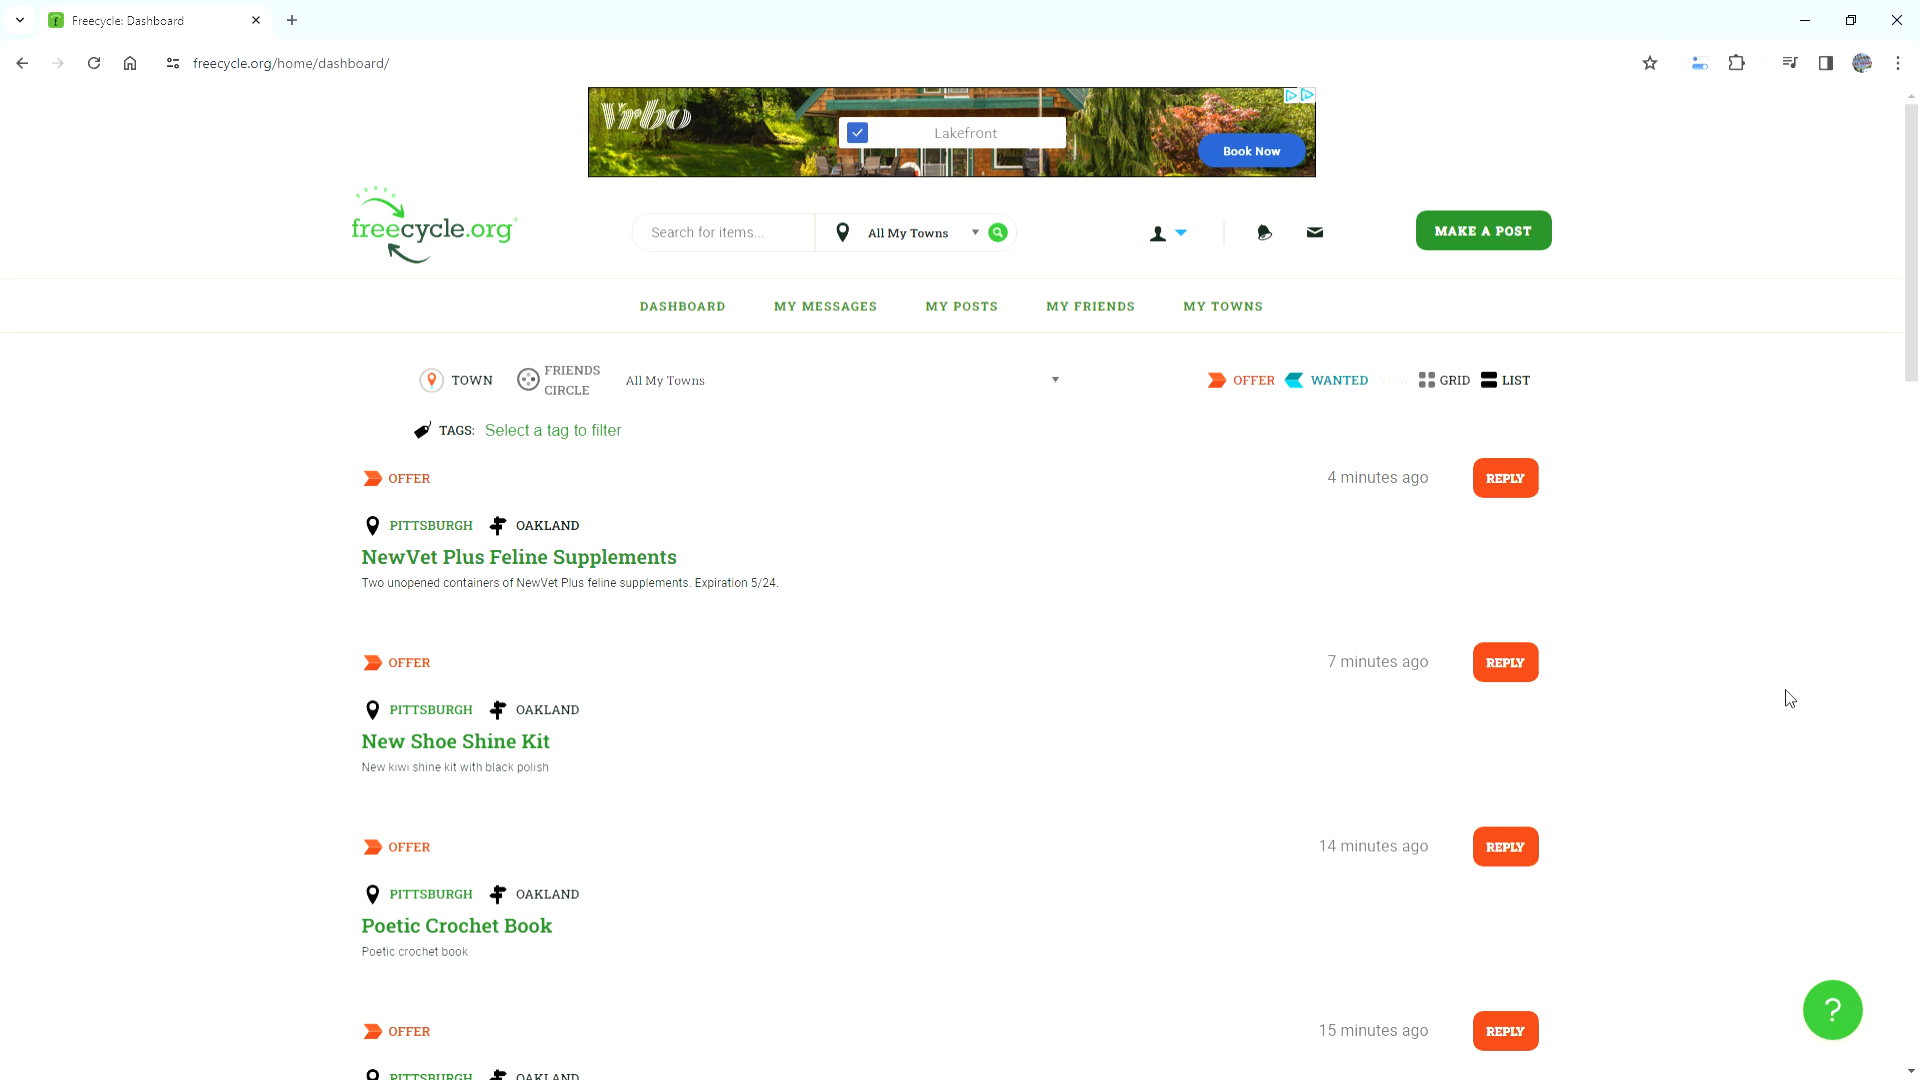 Freecycle: Dashboard
freecycle.org/home/dashboard/
Vrbo
Lakefront
Book Now
freecycle.org
Search for items...
All My Towns
MAKE A POST
DASHBOARD
MY MESSAGES
MY POSTS
MY FRIENDS
MY TOWNS
TOWN
FRIENDS
CIRCLE
All My Towns
OFFER
WANTED
GRID
LIST
TAGS: Select a tag to filter
OFFER
4 minutes ago
REPLY
PITTSBURGH OAKLAND
NewVet Plus Feline Supplements
Two unopened containers of NewVet Plus feline supplements. Expiration 5/24.
OFFER
7 minutes ago
REPLY
PITTSBURGH OAKLAND
New Shoe Shine Kit
New kiwi shine kit with black polish
OFFER
14 minutes ago
REPLY
PITTSBURGH OAKLAND
Poetic Crochet Book
Poetic crochet book
OFFER
15 minutes ago
REPLY
PITTSBURGH OAKLAND
?